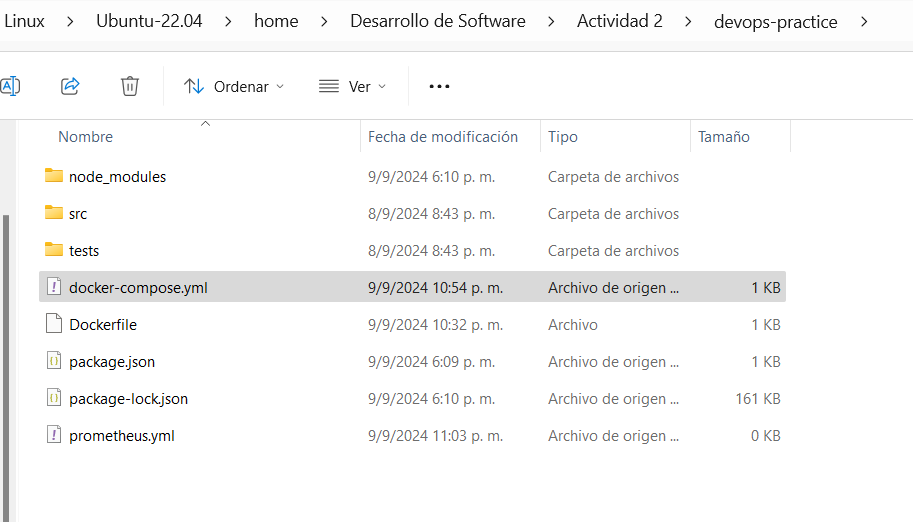 Linux > Ubuntu-22.04 > home > Desarrollo de Software > Actividad 2 > devops-practice >
A Ordenar Ver ...
Nombre Fecha de modificación Tipo Tamaño
node_modules 9/9/2024 6:10 p. m. Carpeta de archivos
src 8/9/2024 8:43 p. m. Carpeta de archivos
tests 8/9/2024 8:43 p. m. Carpeta de archivos
docker-compose.yml 9/9/2024 10:54 p. m. Archivo de origen ... 1 KB
Dockerfile 9/9/2024 10:32 p. m. Archivo 1 KB
package.json 9/9/2024 6:09 p. m. Archivo de origen ... 1 KB
package-lock.json 9/9/2024 6:10 p. m. Archivo de origen ... 161 KB
prometheus.yml 9/9/2024 11:03 p. m. Archivo de origen ... 0 KB